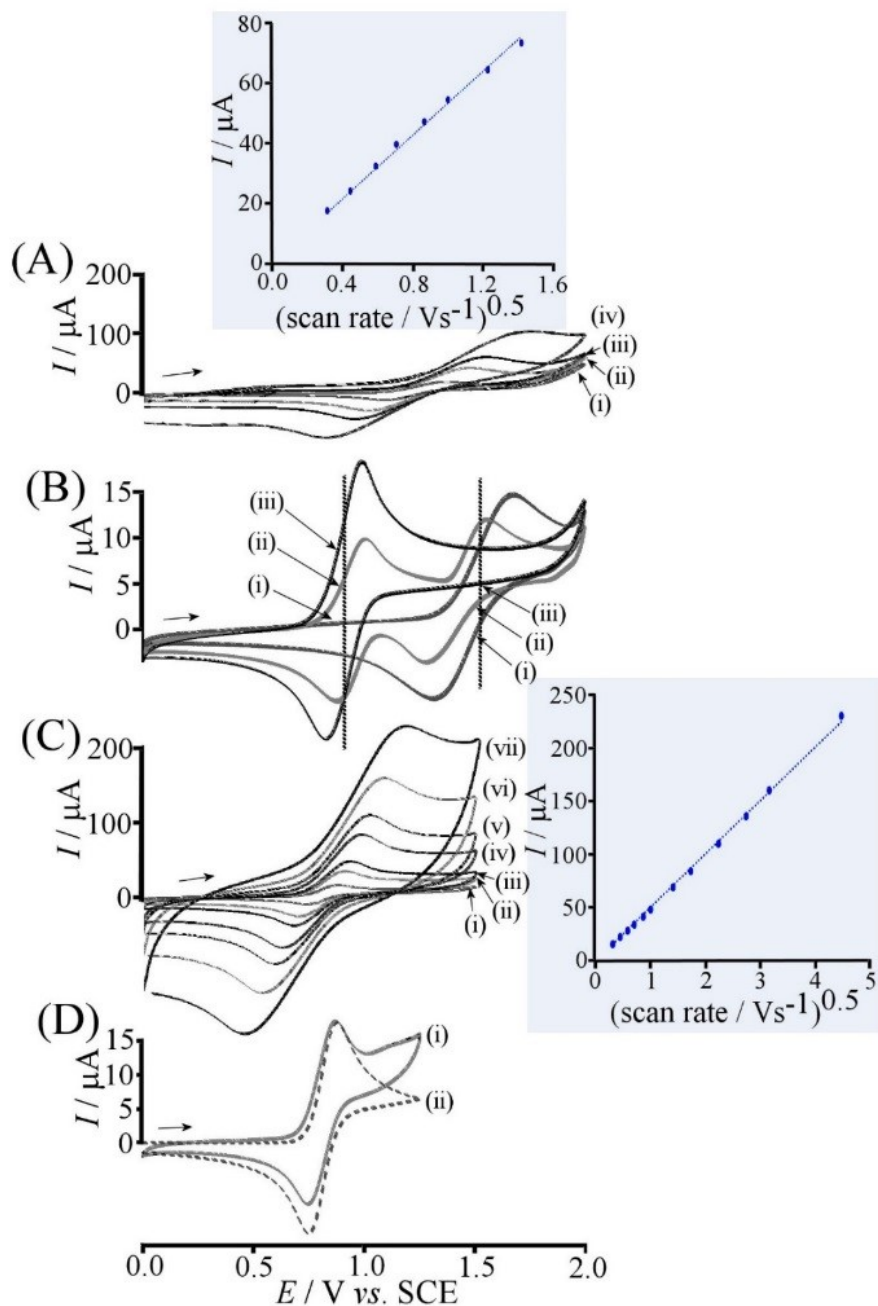 80
60
40
20
0
I / µA
0.0 0.4 0.8 1.2 1.6
(scan rate / Vs-1)0.5
(A)
200
100
0
I / µA
(iv)
(iii)
(ii)
(i)
(B)
15
10
5
0
I / µA
(iii)
(ii)
(i)
(iii)
(ii)
(i)
(C)
200
100
0
I / µA
(vii)
(vi)
(v)
(iv)
(iii)
(ii)
(i)
250
200
150
100
50
0
I / µA
0 1 2 3 4 5
(scan rate / Vs-1)0.5
(D)
15
10
5
0
I / µA
(i)
(ii)
0.0 0.5 1.0 1.5 2.0
E / V vs. SCE